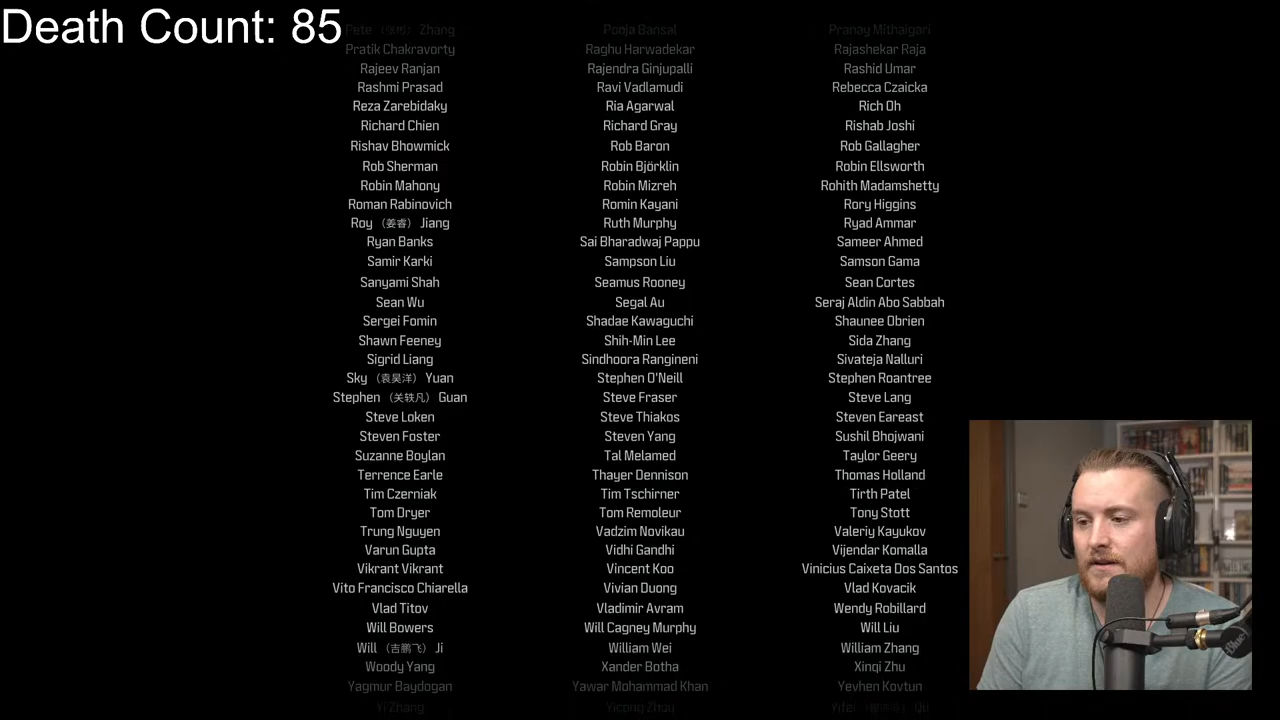 Death Count: 85
Pete （张彬） Zhang Pooja Bansal Pranay Mithaigari
Pratik Chakravorty Raghu Harwadekar Rajashekar Raja
Rajeev Ranjan Rajendra Ginjupalli Rashid Umar
Rashmi Prasad Ravi Vadlamudi Rebecca Czaicka
Reza Zarebidaky Ria Agarwal Rich Oh
Richard Chien Richard Gray Rishab Joshi
Rishav Bhowmick Rob Baron Rob Gallagher
Rob Sherman Robin Björklin Robin Ellsworth
Robin Mahony Robin Mizreh Rohith Madamshetty
Roman Rabinovich Romin Kayani Rory Higgins
Roy （姜睿） Jiang Ruth Murphy Ryad Ammar
Ryan Banks Sai Bharadwaj Pappu Sameer Ahmed
Samir Karki Sampson Liu Samson Gama
Sanyami Shah Seamus Rooney Sean Cortes
Sean Wu Segal Au Seraj Aldin Abo Sabbah
Sergei Fomin Shadae Kawaguchi Shaunee Obrien
Shawn Feeney Shih-Min Lee Sida Zhang
Sigrid Liang Sindhoora Rangineni Sivateja Nalluri
Sky （袁昊洋） Yuan Stephen O'Neill Stephen Roantree
Stephen （关轶凡） Guan Steve Fraser Steve Lang
Steve Loken Steve Thiakos Steven Eareast
Steven Foster Steven Yang Sushil Bhojwani
Suzanne Boylan Tal Melamed Taylor Geery
Terrence Earle Thayer Dennison Thomas Holland
Tim Czerniak Tim Tschirner Tirth Patel
Tom Dryer Tom Remoleur Tony Stott
Trung Nguyen Vadzim Novikau Valeriy Kayukov
Varun Gupta Vidhi Gandhi Vijendar Komalla
Vikrant Vikrant Vincent Koo Vinicius Caixeta Dos Santos
Vito Francisco Chiarella Vivian Duong Vlad Kovacik
Vlad Titov Vladimir Avram Wendy Robillard
Will Bowers Will Cagney Murphy Will Liu
Will （吉鹏飞） Ji William Wei William Zhang
Woody Yang Xander Botha Xinqi Zhu
Yagmur Baydogan Yawar Mohammad Khan Yevhen Kovtun
Yi Zhang Yicong Zhuy Yifei Qu
Blue